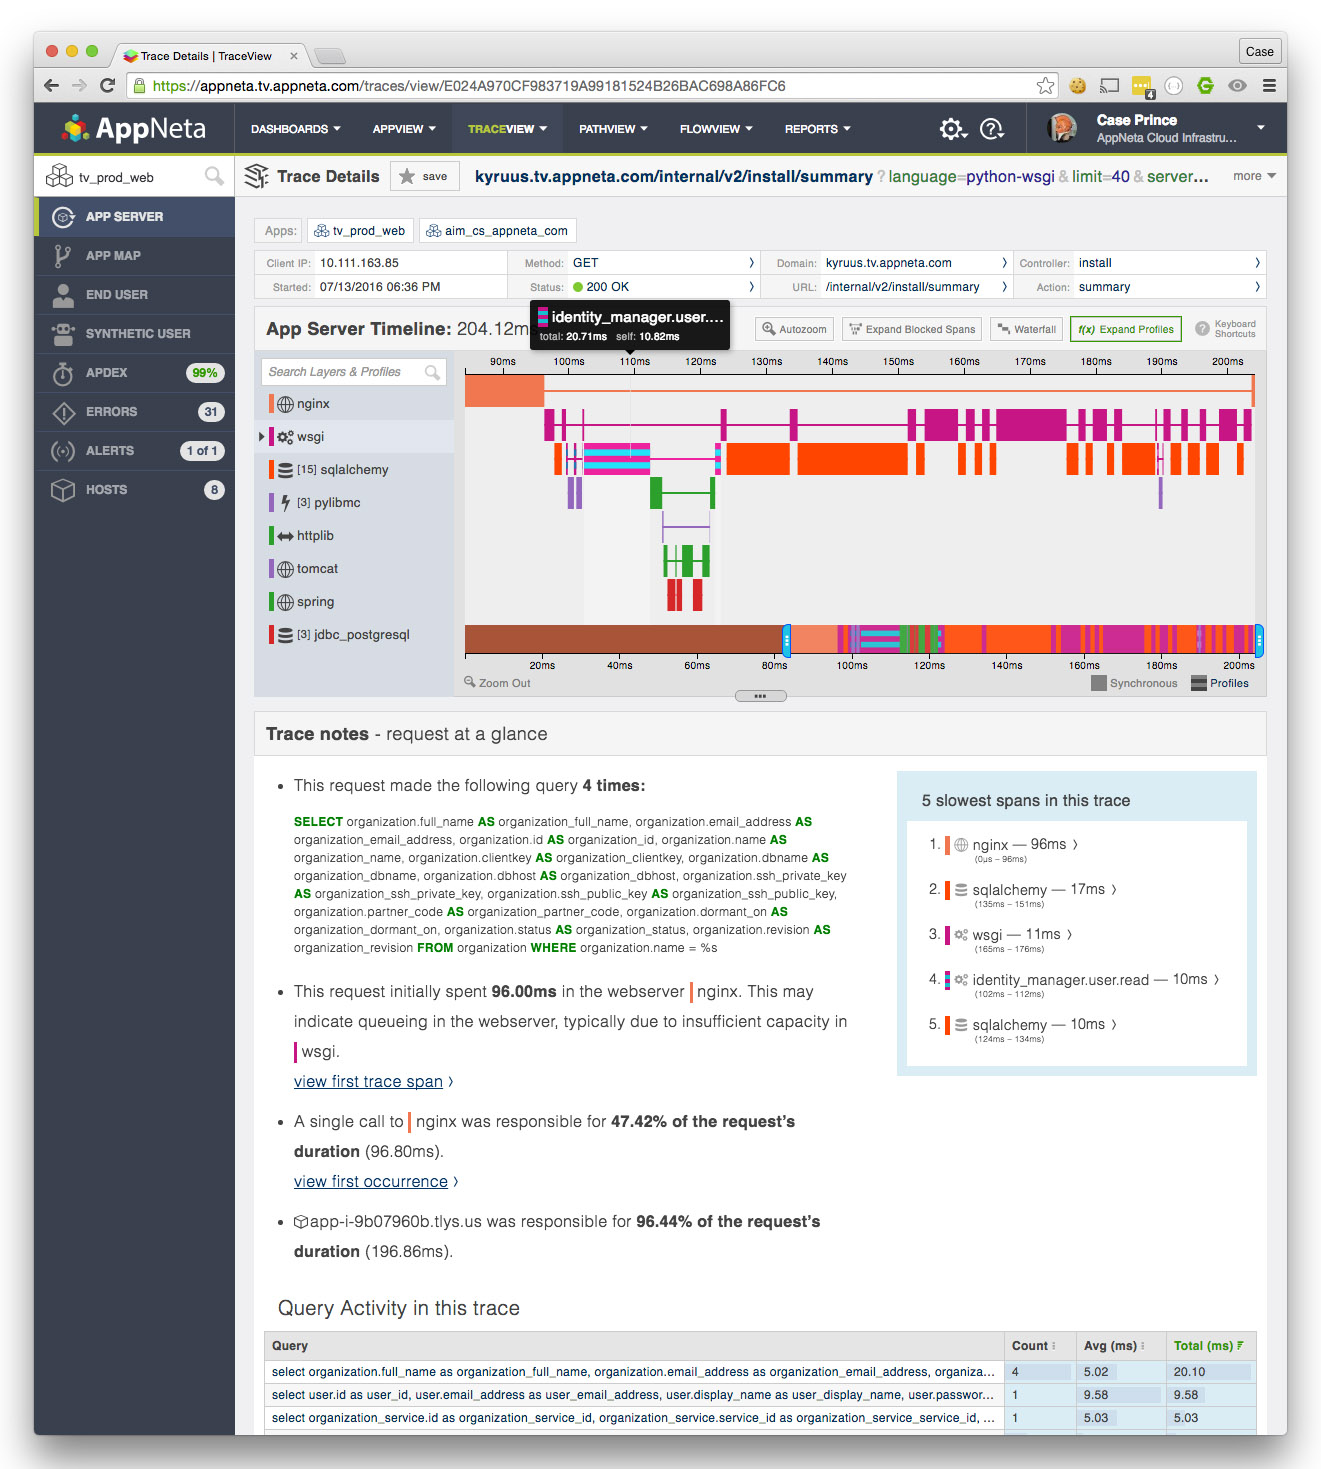 Trace Details | TraceView
Case
https://appneta.tv.appneta.com/traces/view/E024A970CF983719A99181524B26BAC698A86FC6
4
AppNeta
DASHBOARDS
APPVIEW
TRACEVIEW
PATHVIEW
FLOWVIEW
REPORTS
Case Prince
AppNeta Cloud Infrastru...
tv_prod_web
Trace Details
save
kyruus.tv.appneta.com/internal/v2/install/summary ? language=python-wsgi & limit=40 & server...
more
APP SERVER
APP MAP
END USER
SYNTHETIC USER
APDEX 99%
ERRORS 31
ALERTS 1 of 1
HOSTS 8
Apps: tv_prod_web aim_cs_appneta_com
Client IP: 10.111.163.85 Method: GET Domain: kyruus.tv.appneta.com Controller: install
Started: 07/13/2016 06:36 PM Status: 200 OK URL: /internal/v2/install/summary Action: summary
App Server Timeline: 204.12m
identity_manager.user....
total: 20.71ms self: 10.82ms
Autozoom
Expand Blocked Spans
Waterfall
f(x) Expand Profiles
? Keyboard
Shortcuts
Search Layers & Profiles
90ms 100ms 110ms 120ms 130ms 140ms 150ms 160ms 170ms 180ms 190ms 200ms
nginx
wsgi
[15] sqlalchemy
[3] pylibmc
httplib
tomcat
spring
[3] jdbc_postgresql
20ms 40ms 60ms 80ms 100ms 120ms 140ms 160ms 180ms 200ms
Zoom Out
Synchronous Profiles
Trace notes - request at a glance
• This request made the following query 4 times:
SELECT organization.full_name AS organization_full_name, organization.email_address AS
organization_email_address, organization.id AS organization_id, organization.name AS
organization_name, organization.clientkey AS organization_clientkey, organization.dbname AS
organization_dbname, organization.dbhost AS organization_dbhost, organization.ssh_private_key
AS organization_ssh_private_key, organization.ssh_public_key AS organization_ssh_public_key,
organization.partner_code AS organization_partner_code, organization.dormant_on AS
organization_dormant_on, organization.status AS organization_status, organization.revision AS
organization_revision FROM organization WHERE organization.name = %s
• This request initially spent 96.00ms in the webserver nginx. This may
indicate queueing in the webserver, typically due to insufficient capacity in
wsgi.
view first trace span 〉
• A single call to nginx was responsible for 47.42% of the request's
duration (96.80ms).
view first occurrence 〉
• app-i-9b07960b.tlys.us was responsible for 96.44% of the request's
duration (196.86ms).
5 slowest spans in this trace
1. nginx — 96ms 〉
(0µs – 96ms)
2. sqlalchemy — 17ms 〉
(135ms – 151ms)
3. wsgi — 11ms 〉
(165ms – 176ms)
4. identity_manager.user.read — 10ms 〉
(102ms – 112ms)
5. sqlalchemy — 10ms 〉
(124ms – 134ms)
Query Activity in this trace
Query Count Avg (ms) Total (ms)
select organization.full_name as organization_full_name, organization.email_address as organization_email_address, organiza... 4 5.02 20.10
select user.id as user_id, user.email_address as user_email_address, user.display_name as user_display_name, user.passwor... 1 9.58 9.58
select organization_service.id as organization_service_id, organization_service.service_id as organization_service_service_id, ... 1 5.03 5.03